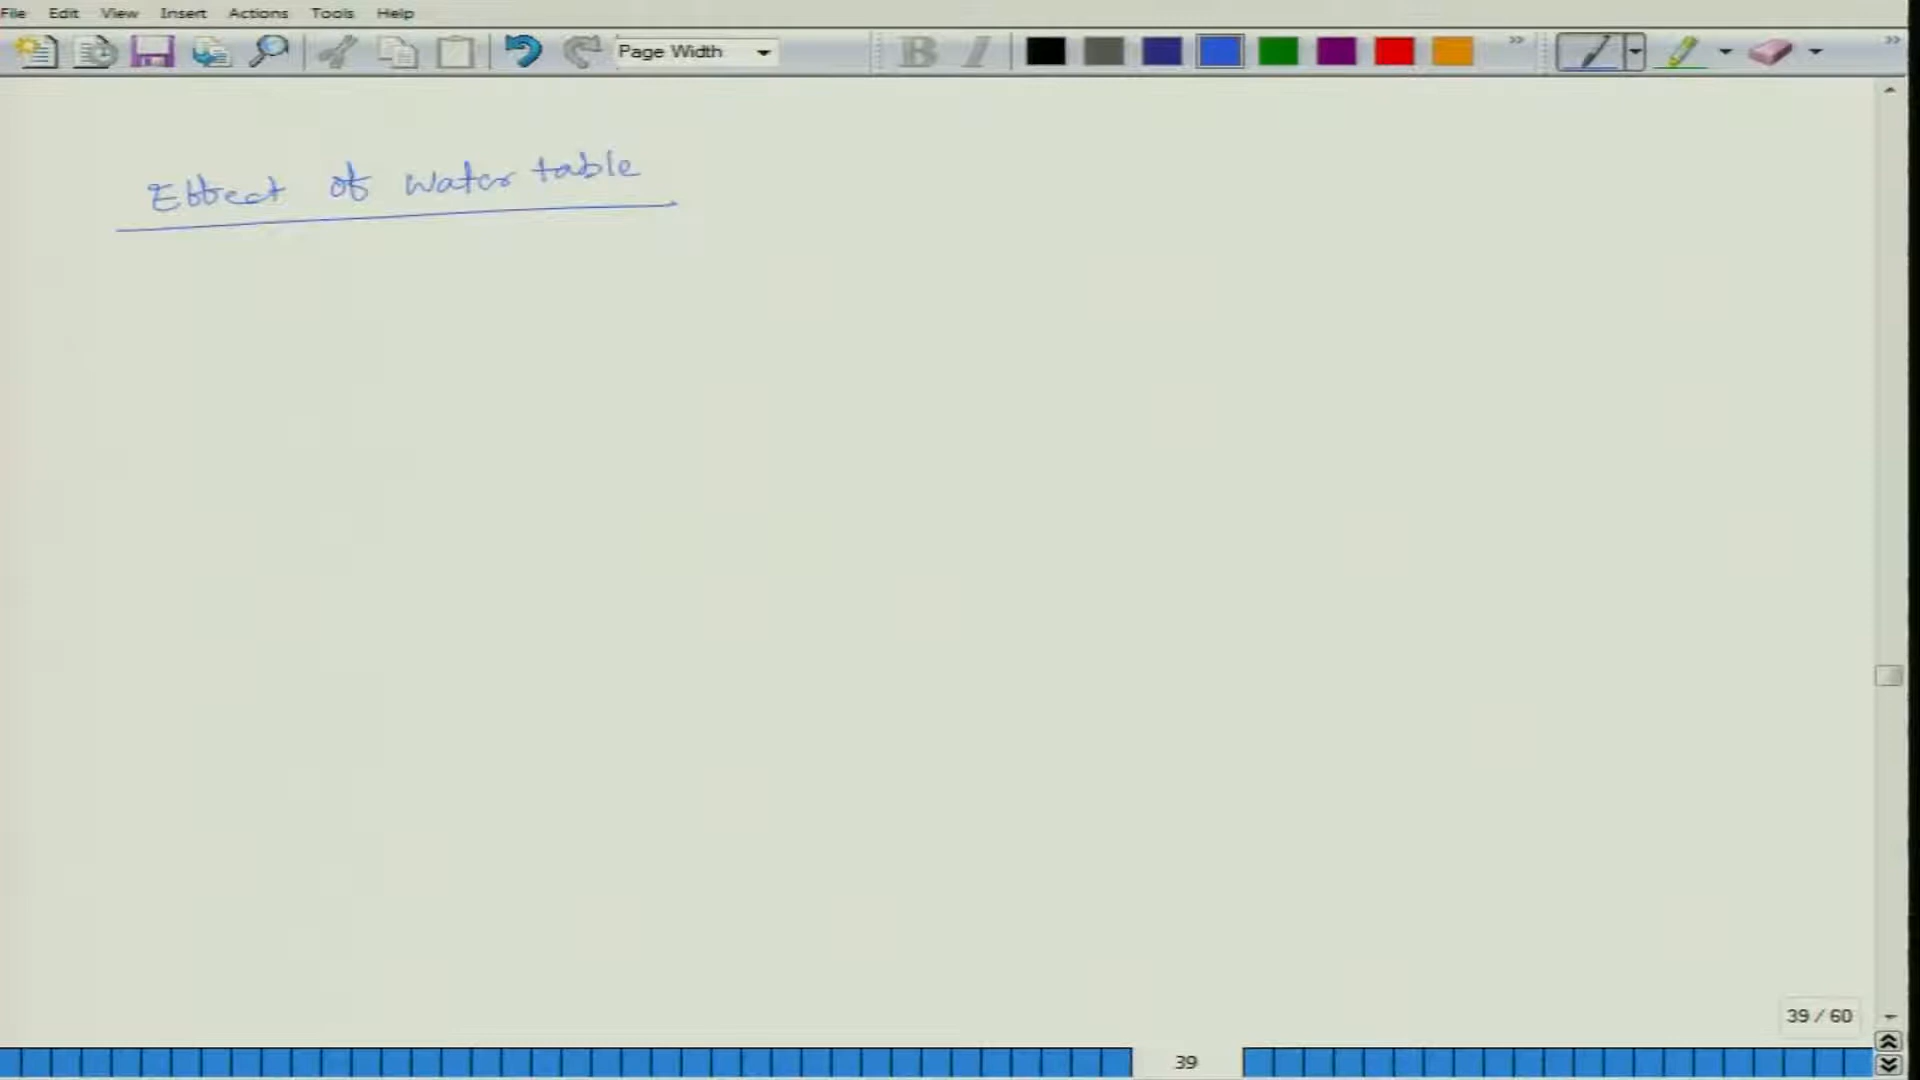 File Edit View Insert Actions Tools Help
Page Width B I
Effect of water table
39 / 60
39